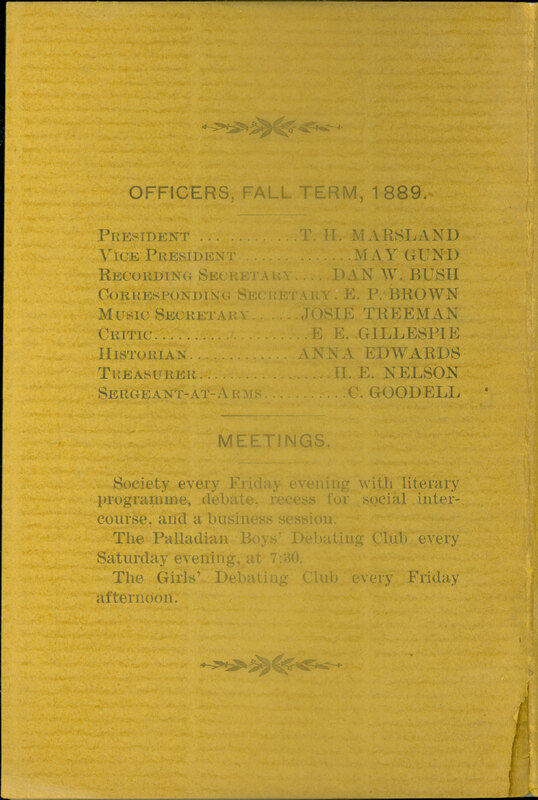 OFFICERS, FALL TERM, 1889.
PRESIDENT ............T. H. MARSLAND
VICE PRESIDENT ............MAY GUND
RECORDING SECRETARY.....DAN W. BUSH
CORRESPONDING SECRETARY. E. P. BROWN
MUSIC SECRETARY.......JOSIE TREEMAN
CRITIC....................E. E. GILLESPIE
HISTORIAN..............ANNA EDWARDS
TREASURER.................H. E. NELSON
SERGEANT-AT-ARMS...........C. GOODELL
MEETINGS.
Society every Friday evening with literary
programme, debate, recess for social inter-
course, and a business session.
The Palladian Boys' Debating Club every
Saturday evening, at 7:30.
The Girls' Debating Club every Friday
afternoon.